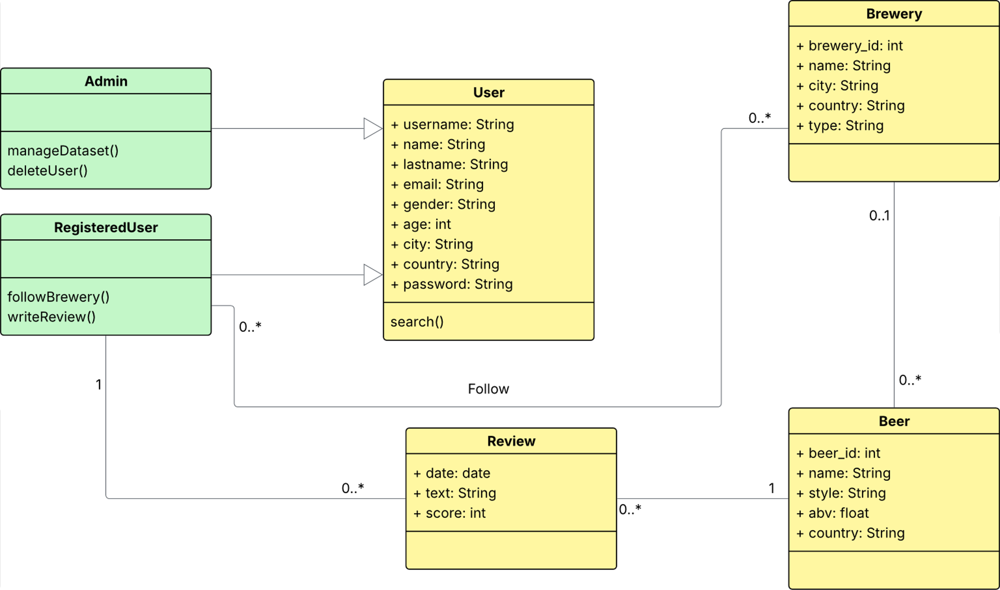 Admin
manageDataset()
deleteUser()
RegisteredUser
followBrewery()
writeReview()
User
+ username: String
+ name: String
+ lastname: String
+ email: String
+ gender: String
+ age: int
+ city: String
+ country: String
+ password: String
search()
Brewery
+ brewery_id: int
+ name: String
+ city: String
+ country: String
+ type: String
0..*
0..1
0..*
0..*
Follow
1
0..*
Review
+ date: date
+ text: String
+ score: int
0..*
1
Beer
+ beer_id: int
+ name: String
+ style: String
+ abv: float
+ country: String